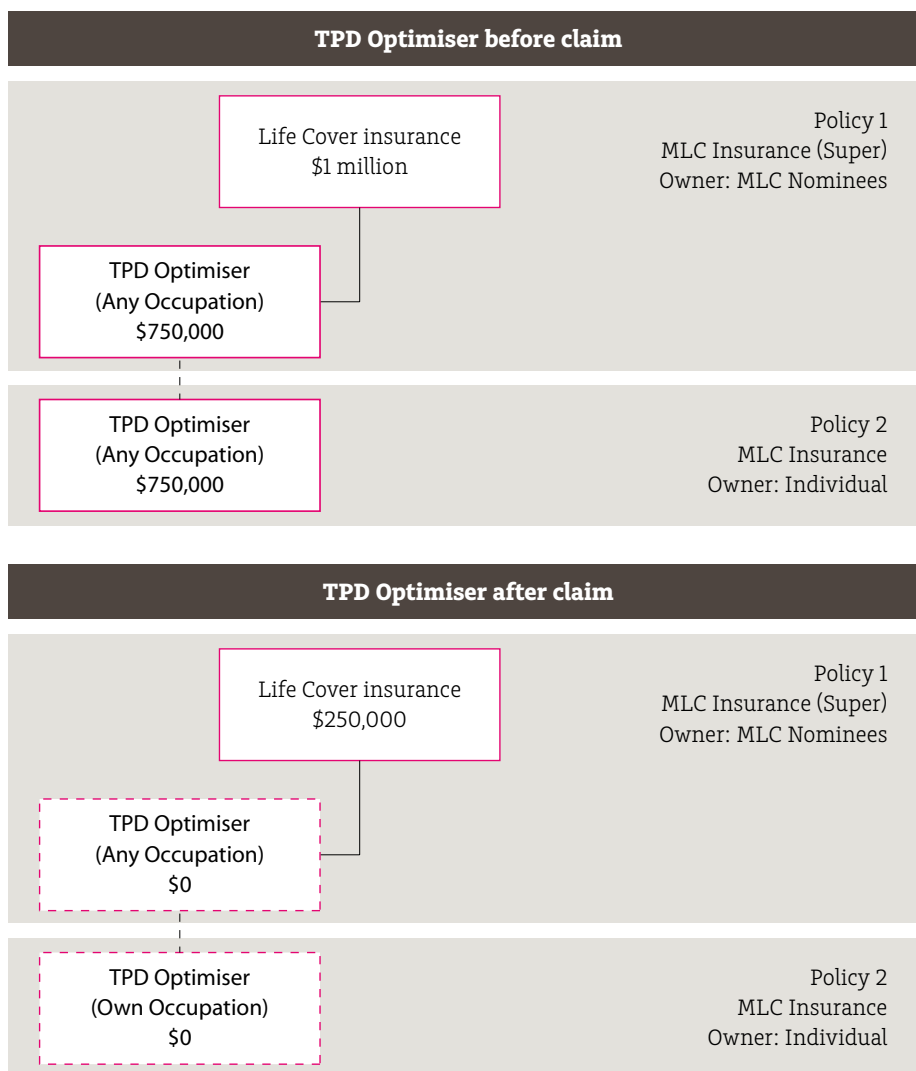 TPD Optimiser before claim
Life Cover insurance
$1 million
Policy 1
MLC Insurance (Super)
Owner: MLC Nominees
TPD Optimiser
(Any Occupation)
$750,000
TPD Optimiser
(Any Occupation)
$750,000
Policy 2
MLC Insurance
Owner: Individual
TPD Optimiser after claim
Life Cover insurance
$250,000
Policy 1
MLC Insurance (Super)
Owner: MLC Nominees
TPD Optimiser
(Any Occupation)
$0
TPD Optimiser
(Own Occupation)
$0
Policy 2
MLC Insurance
Owner: Individual